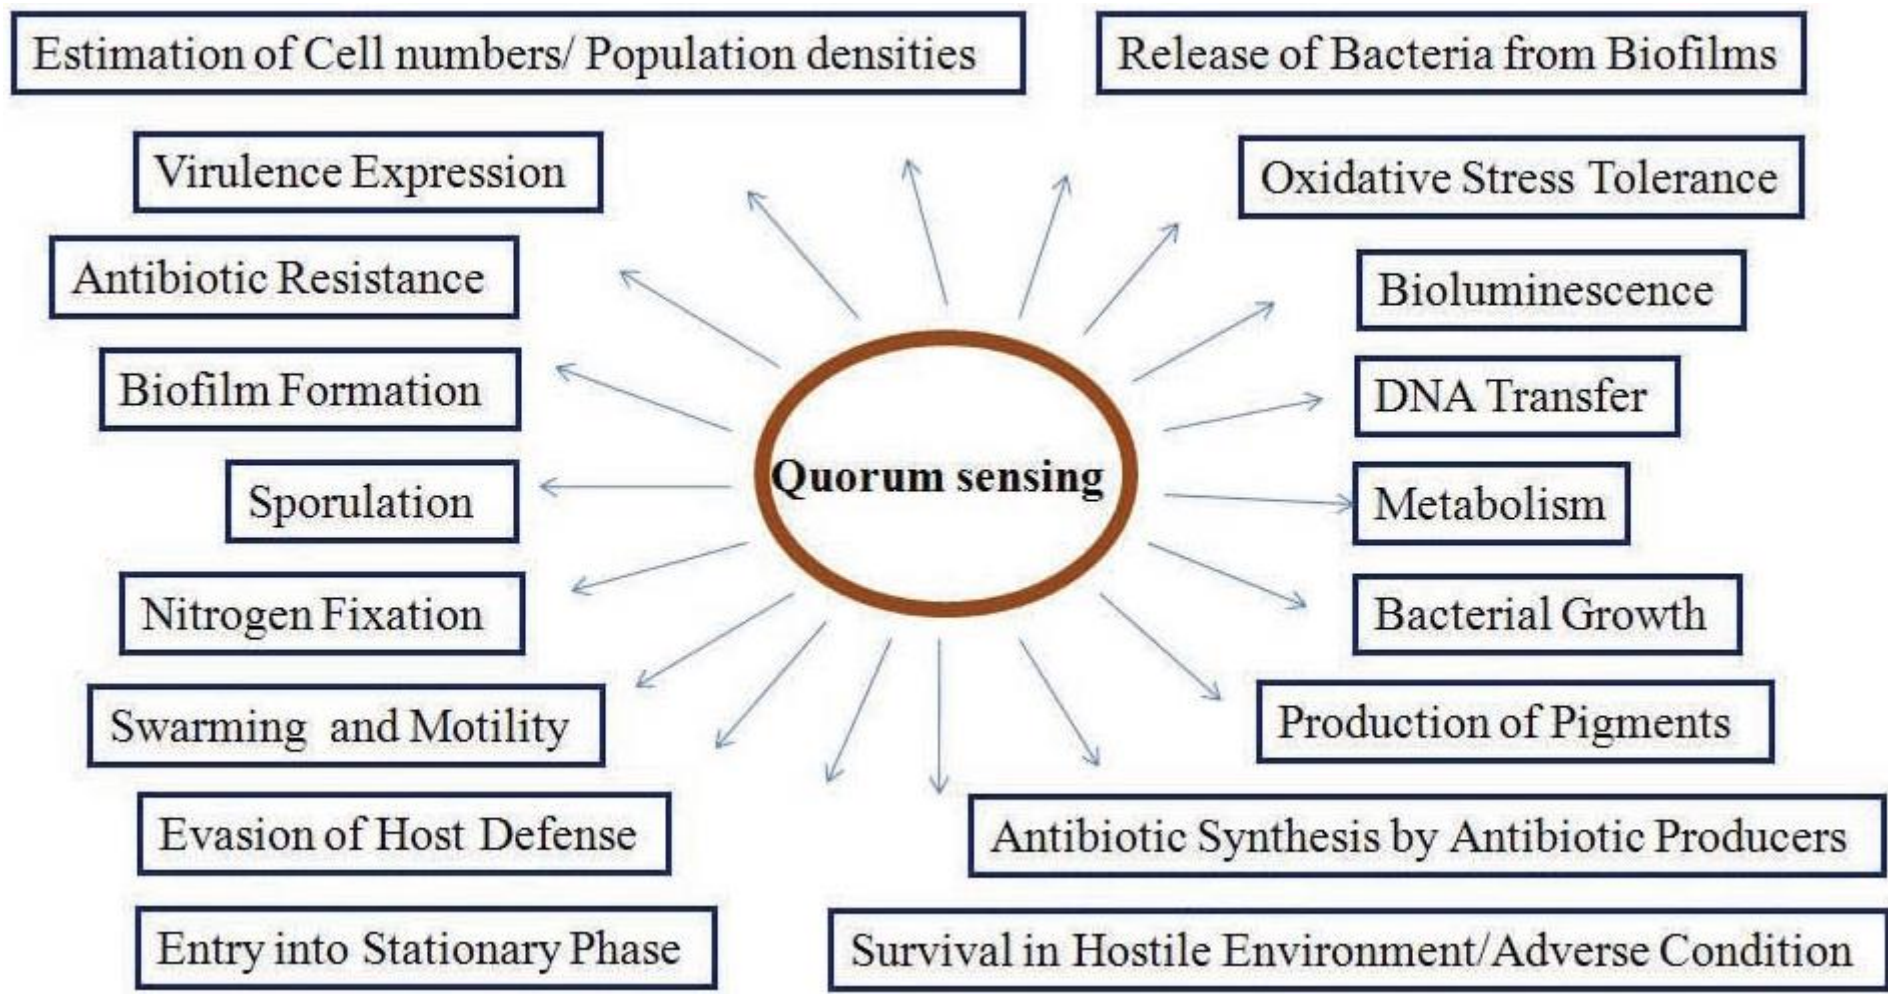 Estimation of Cell numbers/ Population densities
Release of Bacteria from Biofilms
Virulence Expression
Oxidative Stress Tolerance
Antibiotic Resistance
Bioluminescence
Biofilm Formation
DNA Transfer
Quorum sensing
Sporulation
Metabolism
Nitrogen Fixation
Bacterial Growth
Swarming and Motility
Production of Pigments
Evasion of Host Defense
Antibiotic Synthesis by Antibiotic Producers
Entry into Stationary Phase
Survival in Hostile Environment/Adverse Condition